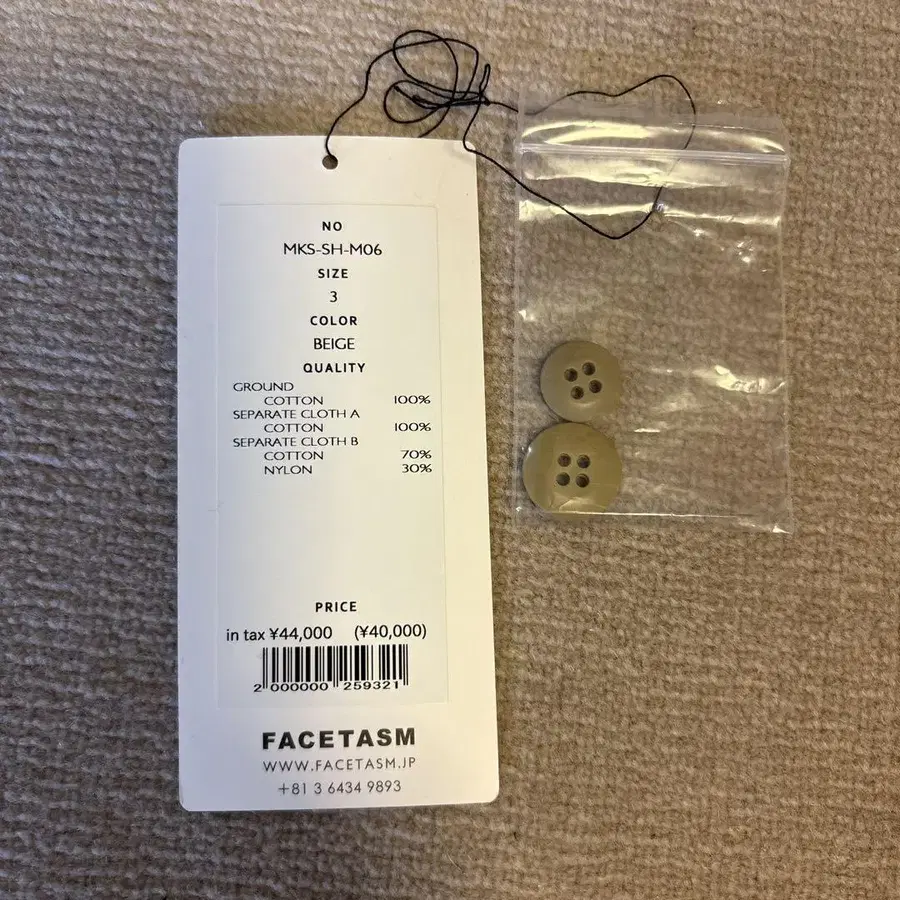 NO
MKS-SH-M06
SIZE
3
COLOR
BEIGE
QUALITY
GROUND
COTTON 100%
SEPARATE CLOTH A
COTTON 100%
SEPARATE CLOTH B
COTTON 70%
NYLON 30%
PRICE
in tax ¥44,000 (¥40,000)
2 000000 259321
FACETASM
WWW.FACETASM.JP
+81 3 6434 9893